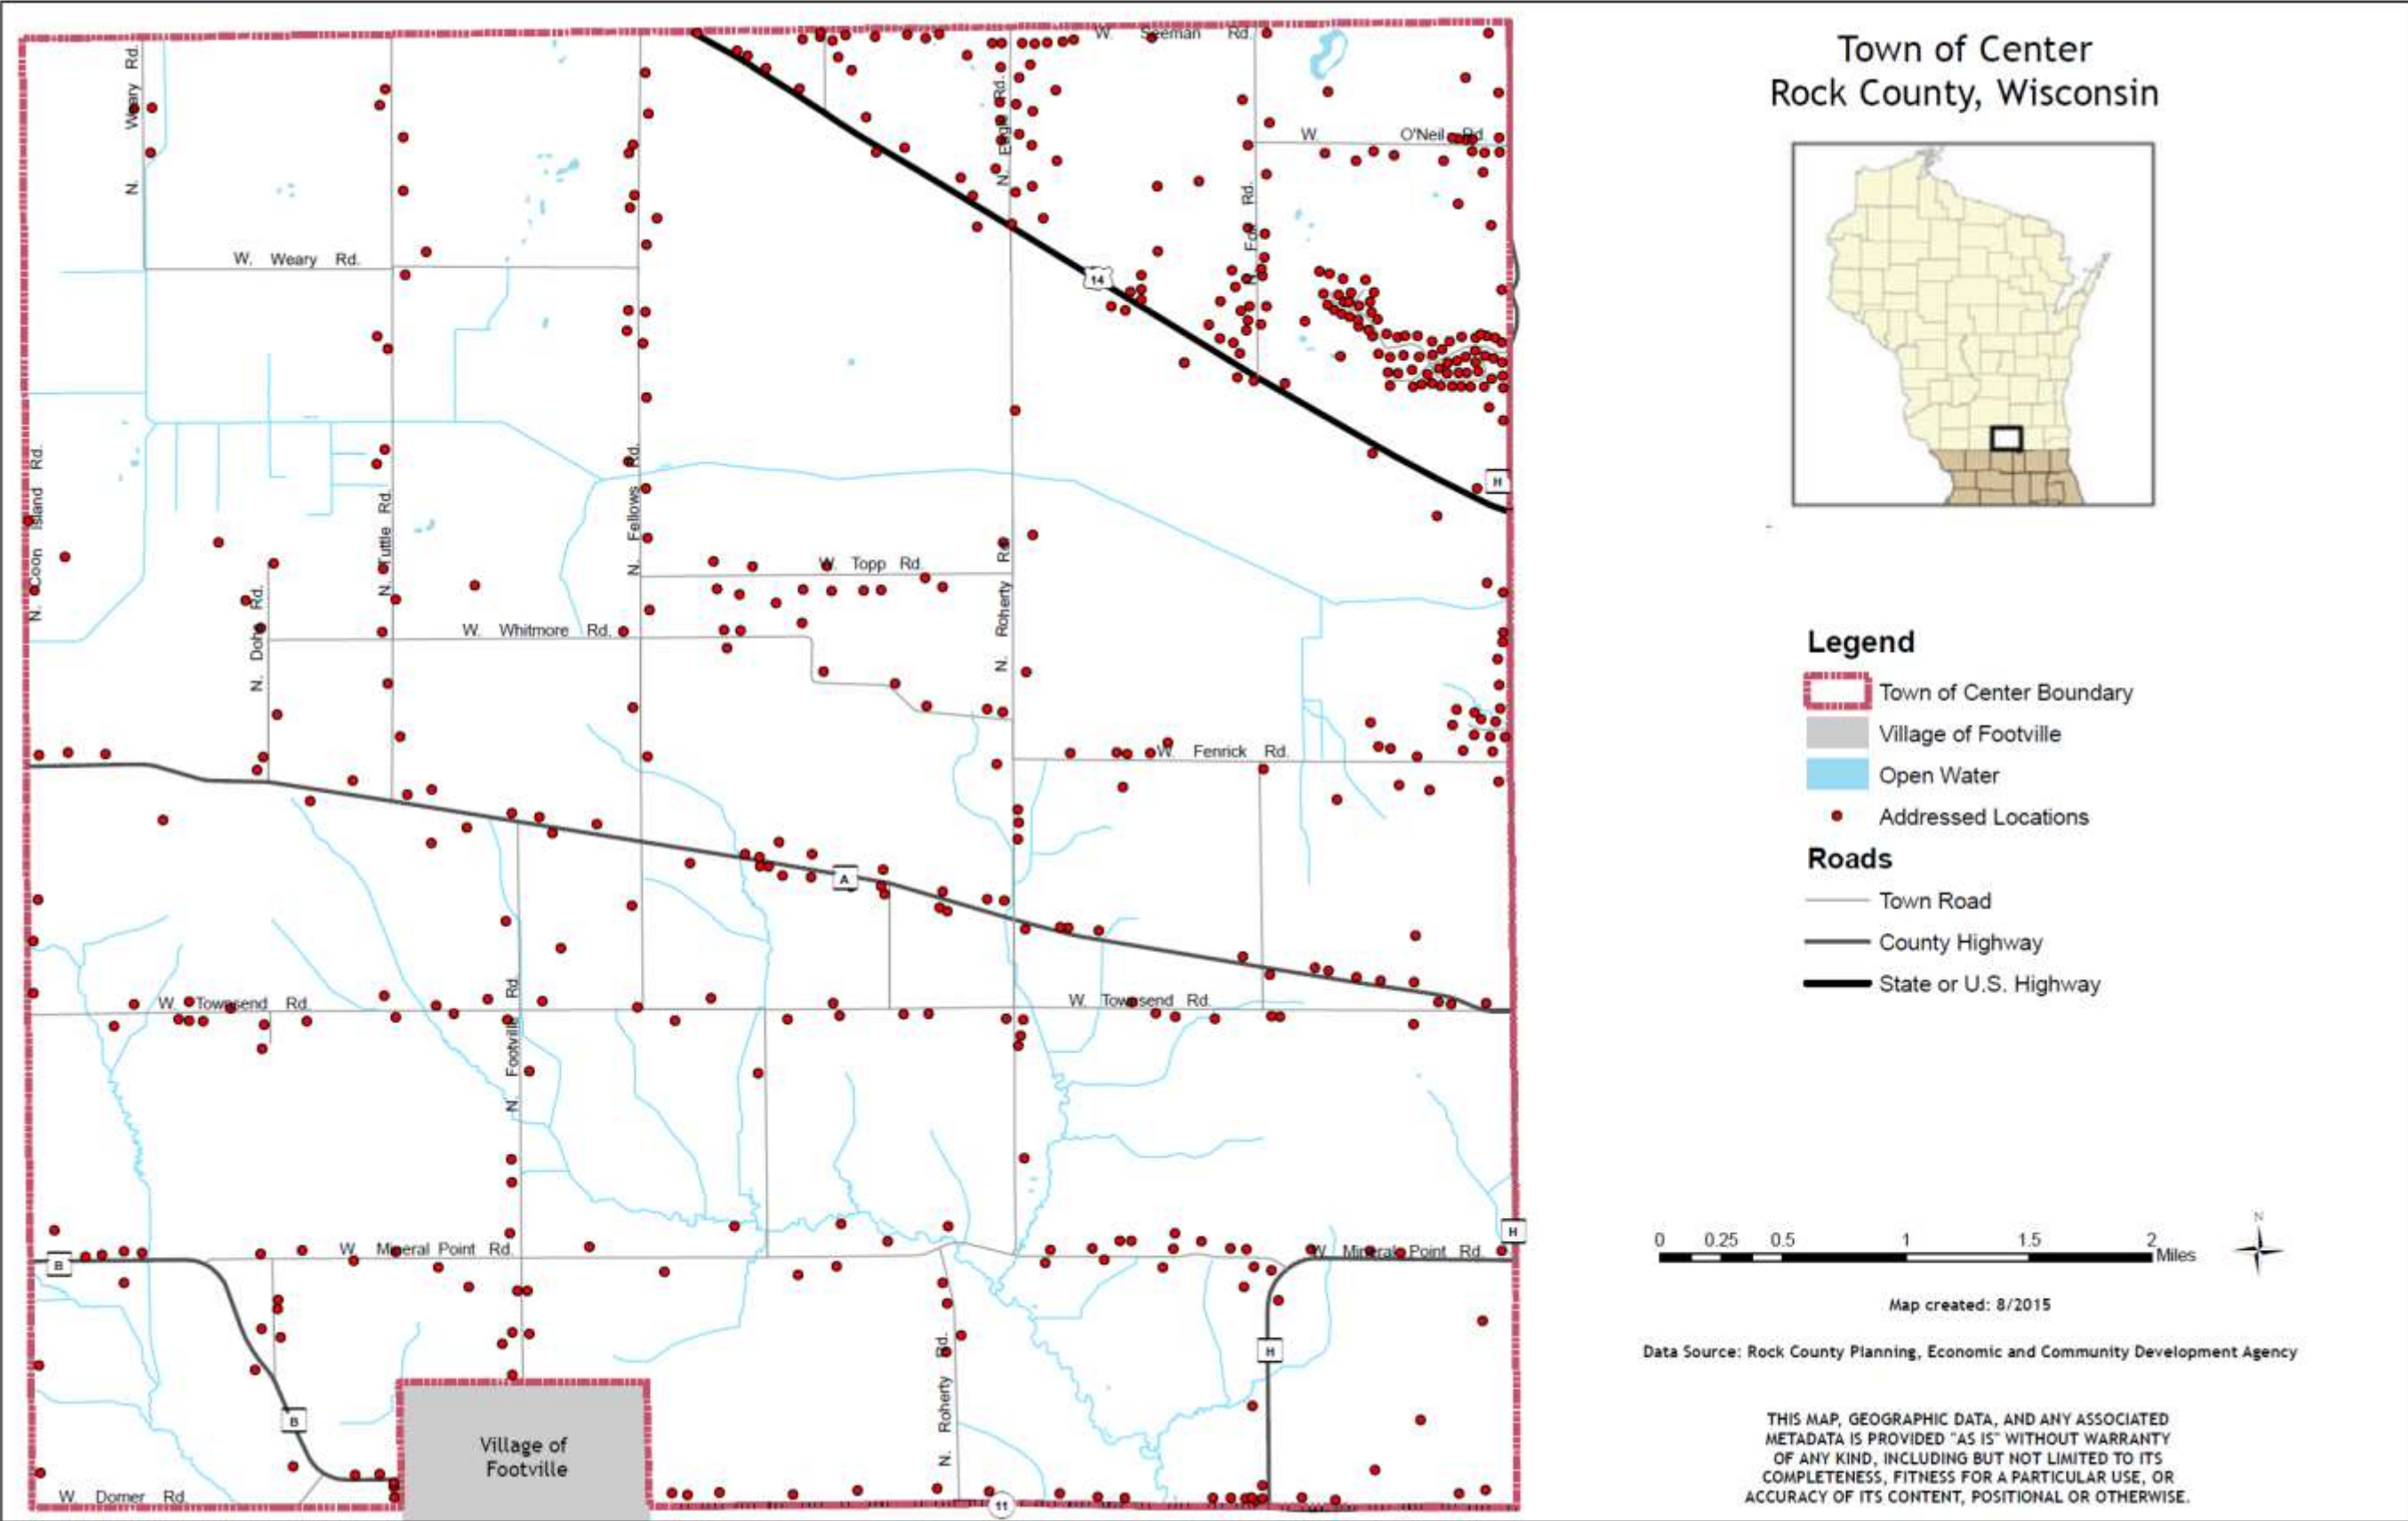 Town of Center
Rock County, Wisconsin
W. Seeman Rd.
N. Weary Rd.
N. Eagle Rd.
W. O'Neil Rd.
W. Weary Rd.
14
H
N. Coon Island Rd.
N. Tuttle Rd.
N. Fellows Rd.
W. Topp Rd.
N. Roherty Rd.
W. Whitmore Rd.
W. Fenrick Rd.
A
W. Townsend Rd.
W. Townsend Rd.
N. Footville Rd.
H
W. Mineral Point Rd.
W. Mineral Point Rd.
B
H
N. Roherty Rd.
B
Village of
Footville
W. Dorner Rd.
11
Legend
Town of Center Boundary
Village of Footville
Open Water
Addressed Locations
Roads
Town Road
County Highway
State or U.S. Highway
0 0.25 0.5 1 1.5 2
Miles
N
Map created: 8/2015
Data Source: Rock County Planning, Economic and Community Development Agency
THIS MAP, GEOGRAPHIC DATA, AND ANY ASSOCIATED
METADATA IS PROVIDED "AS IS" WITHOUT WARRANTY
OF ANY KIND, INCLUDING BUT NOT LIMITED TO ITS
COMPLETENESS, FITNESS FOR A PARTICULAR USE, OR
ACCURACY OF ITS CONTENT, POSITIONAL OR OTHERWISE.